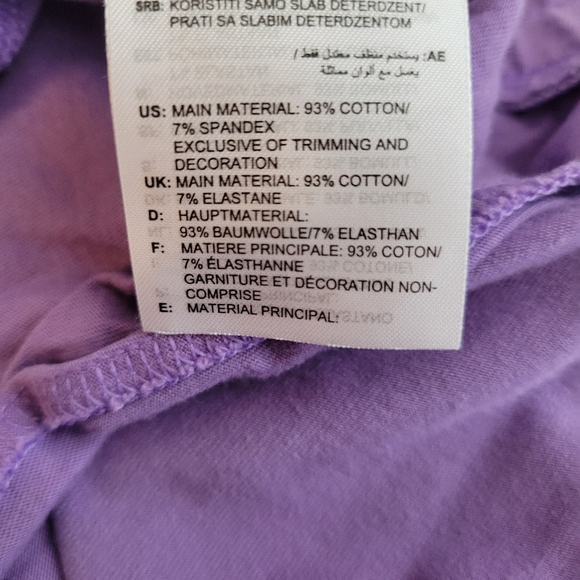 SRB: KORISTITI SAMO SLAB DETERDZENT/
PRATI SA SLABIM DETERDZENTOM
AE: يستخدم منظف معتدل فقط /
يغسل مع ألوان مماثلة
US: MAIN MATERIAL: 93% COTTON/
7% SPANDEX
EXCLUSIVE OF TRIMMING AND
DECORATION
UK: MAIN MATERIAL: 93% COTTON/
7% ELASTANE
D: HAUPTMATERIAL:
93% BAUMWOLLE/7% ELASTHAN
F: MATIERE PRINCIPALE: 93% COTON/
7% ÉLASTHANNE
GARNITURE ET DÉCORATION NON-
COMPRISE
E: MATERIAL PRINCIPAL: